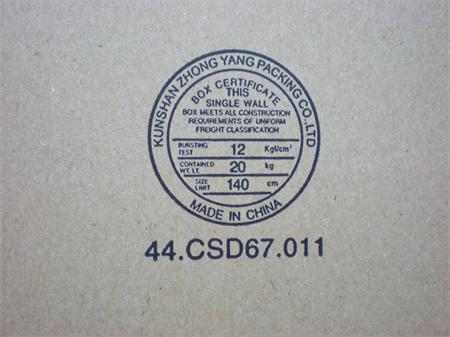 KUNSHAN ZHONG YANG PACKING CO.,LTD
BOX CERTIFICATE
THIS
SINGLE WALL
BOX MEETS ALL CONSTRUCTION
REQUIREMENTS OF UNIFORM
FREIGHT CLASSIFICATION
BURSTING TEST 12 Kgf/cm²
CONTAINED WT. LT. 20 kg
SIZE LIMIT 140 cm
MADE IN CHINA
44.CSD67.011